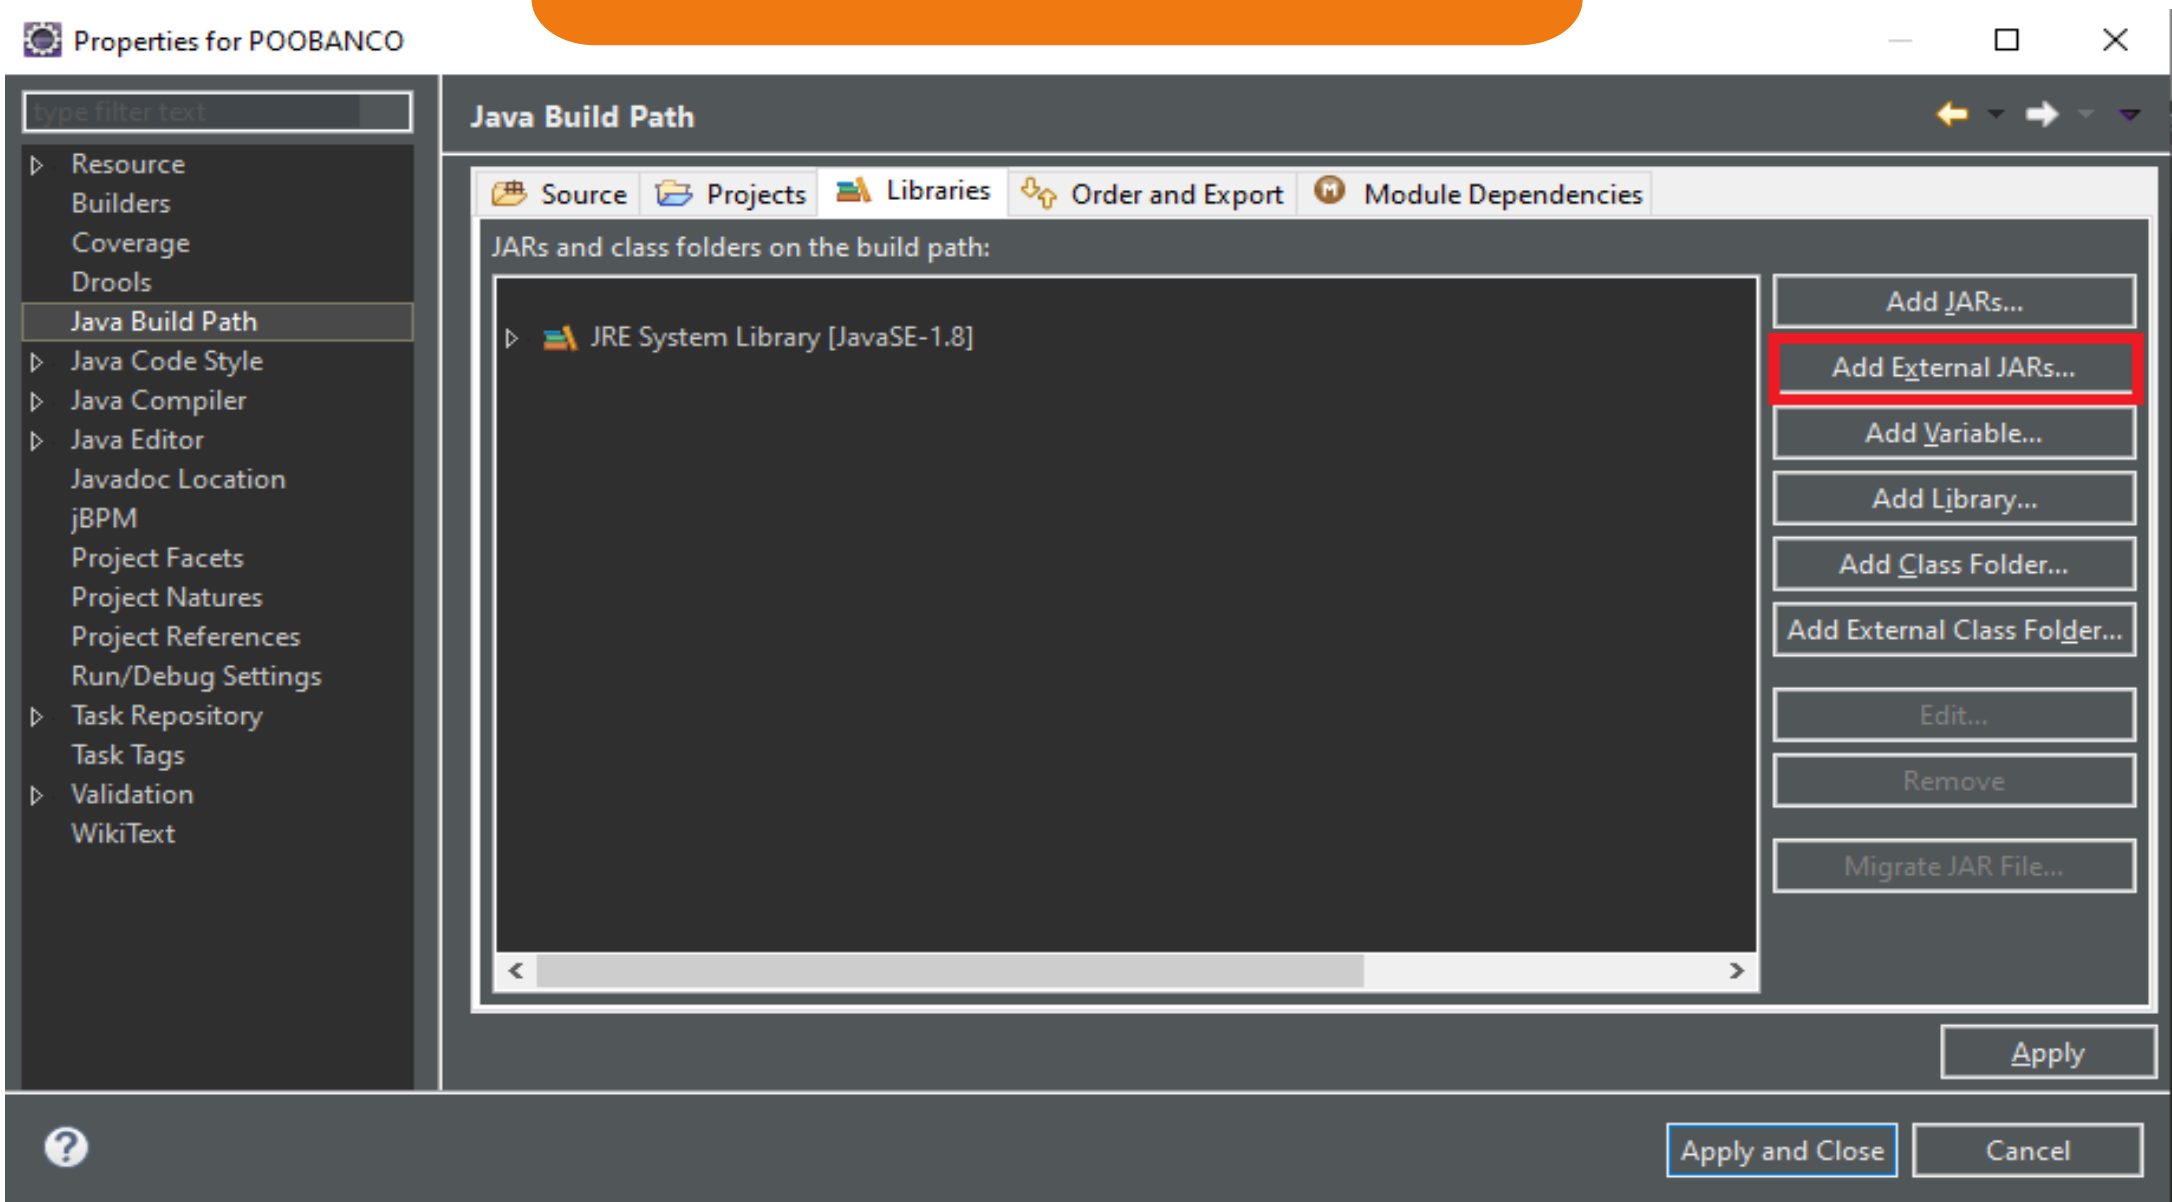 Properties for POOBANCO
type filter text
Resource
Builders
Coverage
Drools
Java Build Path
Java Code Style
Java Compiler
Java Editor
Javadoc Location
jBPM
Project Facets
Project Natures
Project References
Run/Debug Settings
Task Repository
Task Tags
Validation
WikiText
Java Build Path
Source Projects Libraries Order and Export Module Dependencies
JARs and class folders on the build path:
JRE System Library [JavaSE-1.8]
Add JARs...
Add External JARs...
Add Variable...
Add Library...
Add Class Folder...
Add External Class Folder...
Edit...
Remove
Migrate JAR File...
Apply
Apply and Close Cancel